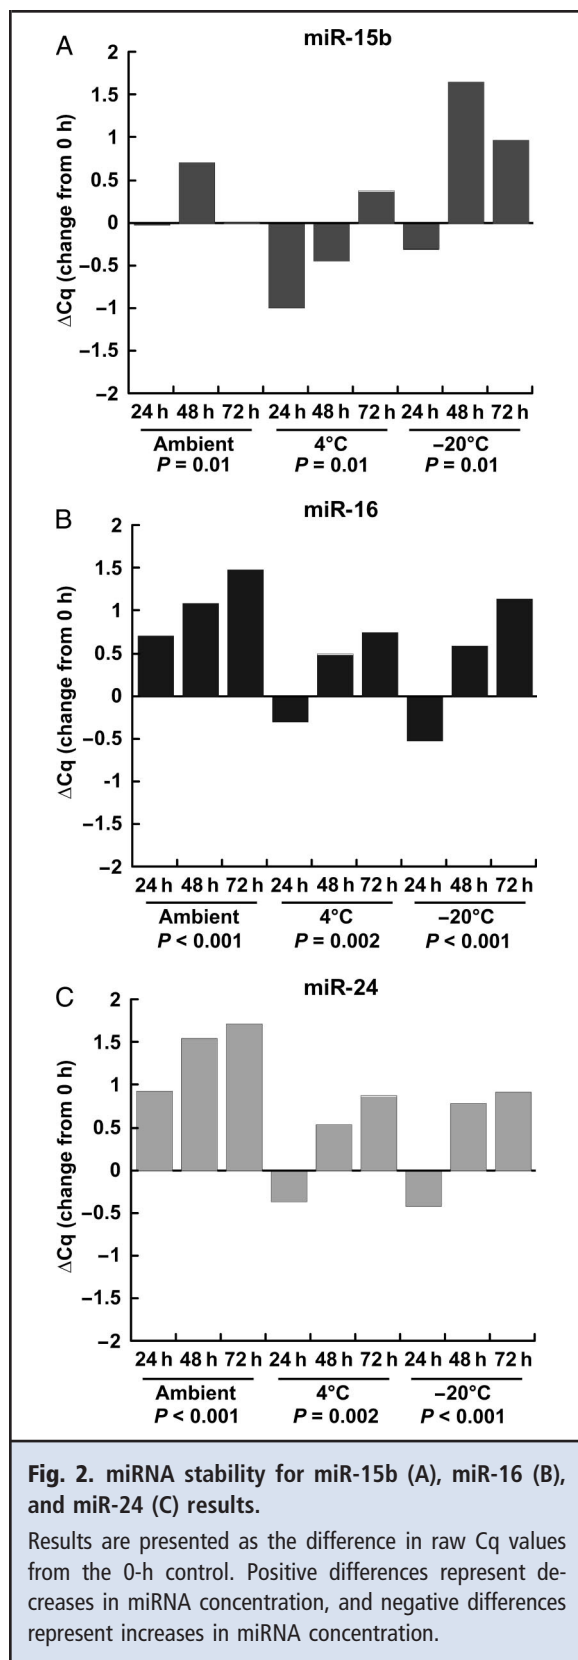 A
miR-15b
ΔCq (change from 0 h)
2
1.5
1
0.5
0
−0.5
−1
−1.5
−2
24 h 48 h 72 h 24 h 48 h 72 h 24 h 48 h 72 h
Ambient 4°C −20°C
P = 0.01 P = 0.01 P = 0.01
B
miR-16
ΔCq (change from 0 h)
2
1.5
1
0.5
0
−0.5
-1
−1.5
−2
24 h 48 h 72 h 24 h 48 h 72 h 24 h 48 h 72 h
Ambient 4°C −20°C
P < 0.001 P = 0.002 P < 0.001
C
miR-24
ΔCq (change from 0 h)
2
1.5
1
0.5
0
−0.5
−1
−1.5
−2
24 h 48 h 72 h 24 h 48 h 72 h 24 h 48 h 72 h
Ambient 4°C −20°C
P < 0.001 P = 0.002 P < 0.001
Fig. 2. miRNA stability for miR-15b (A), miR-16 (B),
and miR-24 (C) results.
Results are presented as the difference in raw Cq values
from the 0-h control. Positive differences represent de-
creases in miRNA concentration, and negative differences
represent increases in miRNA concentration.